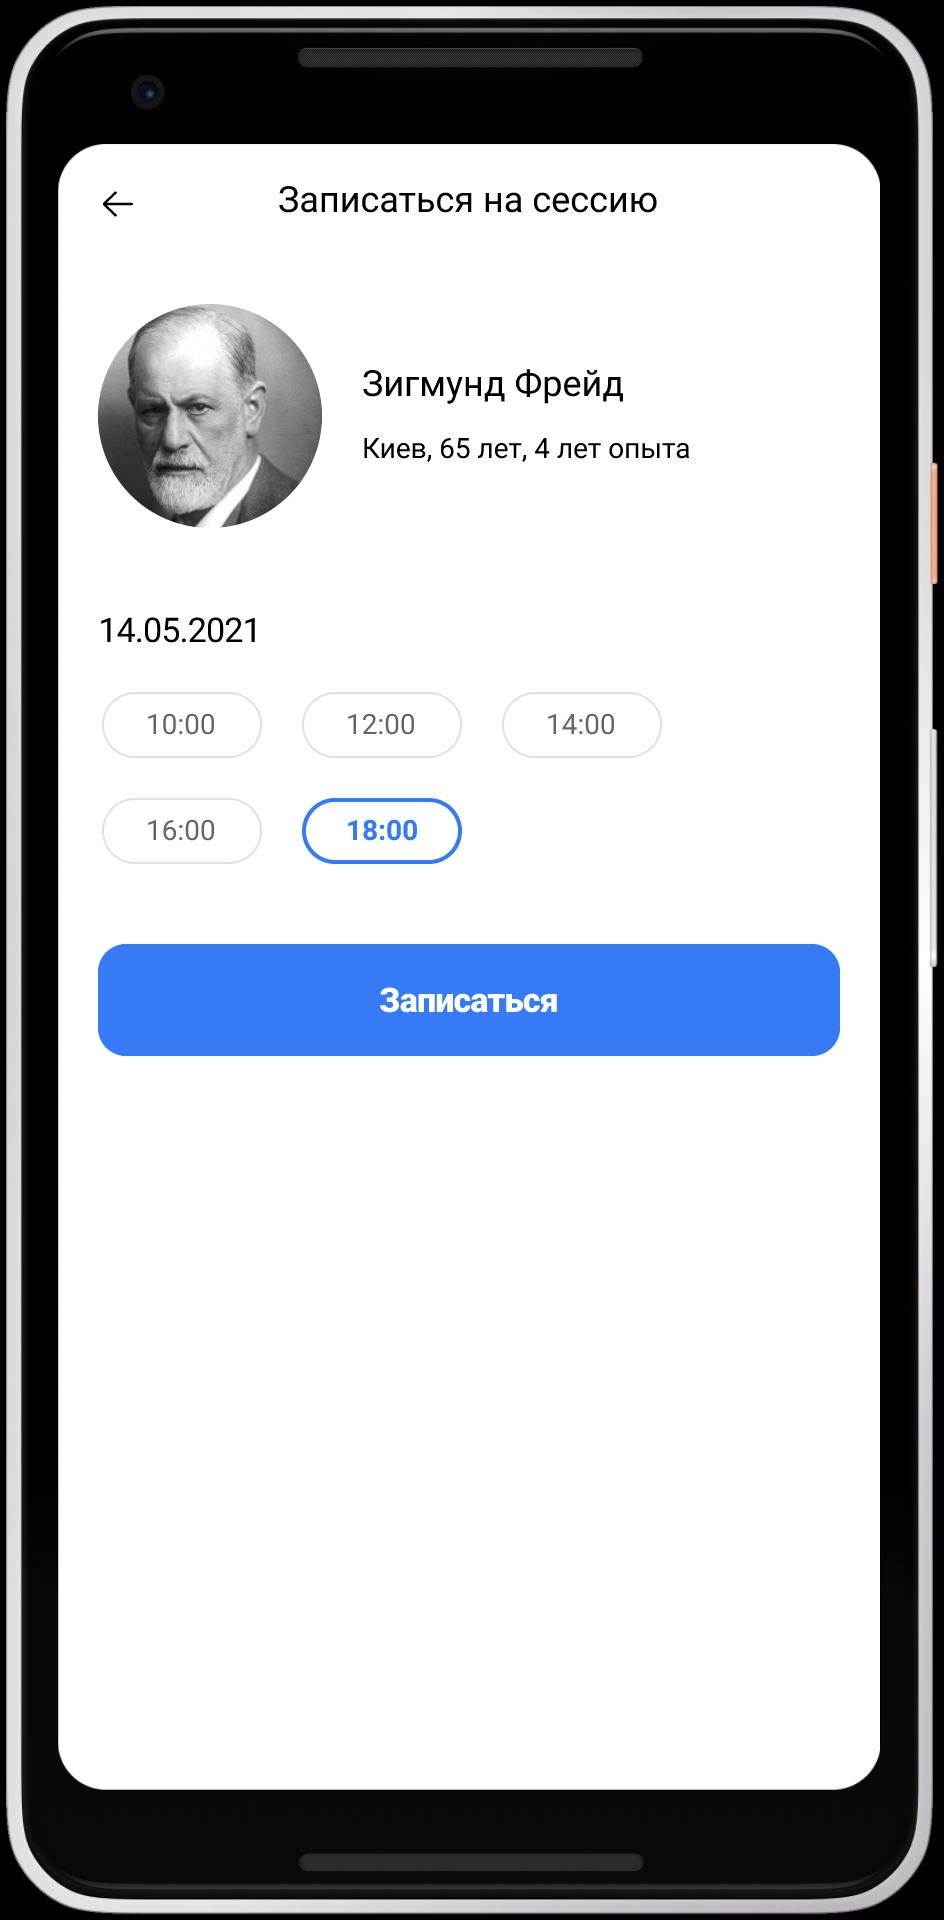 Записаться на сессию
Зигмунд Фрейд
Киев, 65 лет, 4 лет опыта
14.05.2021
10:00 12:00 14:00
16:00 18:00
Записаться